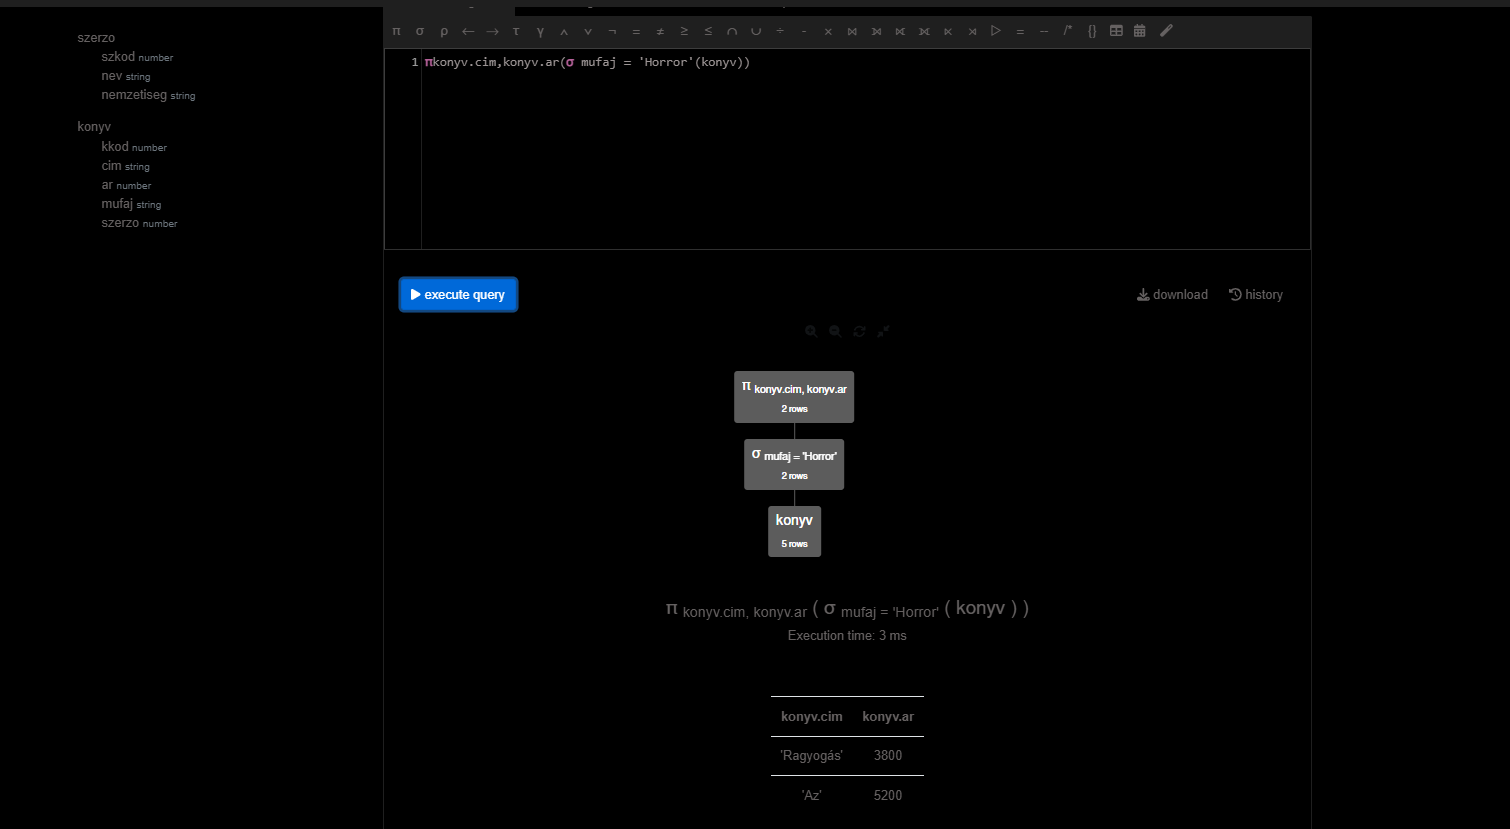 szerzo
szkod number
nev string
nemzetiseg string
konyv
kkod number
cim string
ar number
mufaj string
szerzo number
π σ ρ ← → τ γ ∧ ∨ ¬ = ≠ ≥ ≤ ∩ ∪ ÷ - × ⨝ ⟕ ⟖ ⟗ ⋉ ⋊ ▷ = -- /* {}
1 πkonyv.cim,konyv.ar(σ mufaj = 'Horror'(konyv))
execute query
download history
π konyv.cim, konyv.ar
2 rows
σ mufaj = 'Horror'
2 rows
konyv
5 rows
π konyv.cim, konyv.ar ( σ mufaj = 'Horror' ( konyv ) )
Execution time: 3 ms
konyv.cim konyv.ar
'Ragyogás' 3800
'Az' 5200